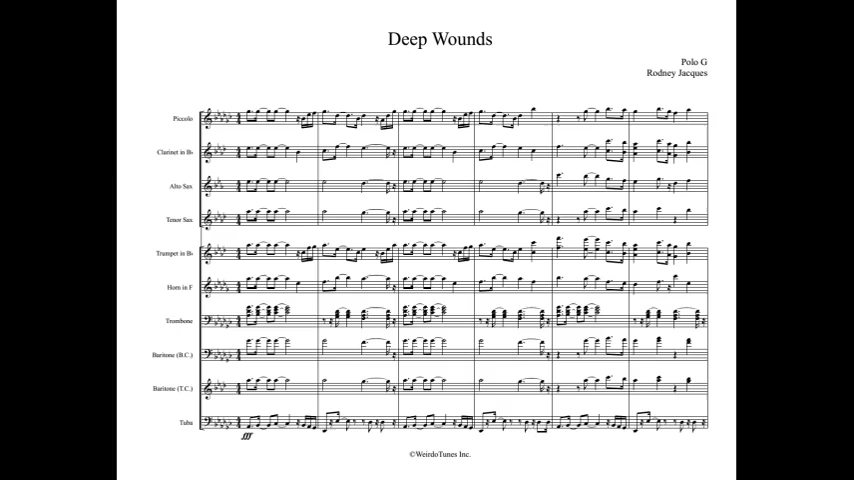 Deep Wounds
Polo G
Rodney Jacques
Piccolo
Clarinet in B♭
Alto Sax
Tenor Sax
Trumpet in B♭
Horn in F
Trombone
Baritone (B.C.)
Baritone (T.C.)
Tuba
fff
©WeirdoTunes Inc.